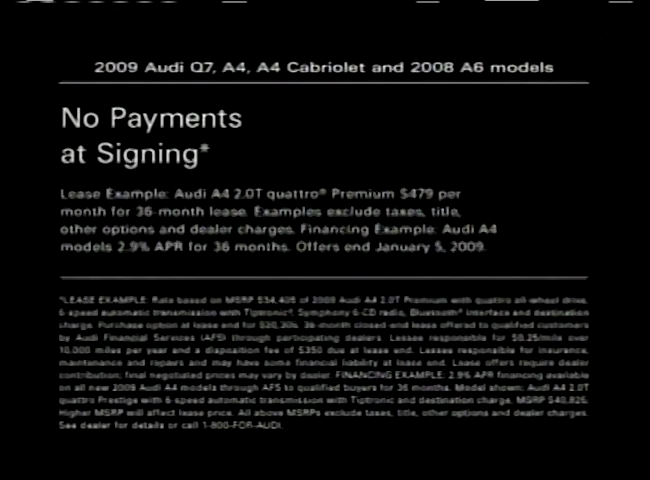 2009 Audi Q7, A4, A4 Cabriolet and 2008 A6 models
No Payments
at Signing*
Lease Example: Audi A4 2.0T quattro® Premium $479 per
month for 36-month lease. Examples exclude taxes, title,
other options and dealer charges. Financing Example: Audi A4
models 2.9% APR for 36 months. Offers end January 5, 2009.
*LEASE EXAMPLE: Rate based on MSRP $34,405 of 2009 Audi A4 2.0T Premium with quattro all-wheel drive,
6-speed automatic transmission with Tiptronic®, Symphony 6-CD radio, Bluetooth® interface and destination
charge. Purchase option at lease end for 36-month closed-end lease offered to qualified customers
by Audi Financial Services (AFS) through participating dealers. Lessee responsible for $0.25/mile over
10,000 miles per year and a disposition fee of $350 due at lease end. Lessee responsible for insurance,
maintenance and repairs and may have some financial liability at lease end. Lease offers require dealer
contribution; final negotiated prices may vary by dealer. FINANCING EXAMPLE: 2.9% APR financing available
on all new 2009 Audi A4 models through AFS to qualified buyers for 36 months. Model shown: Audi A4 2.0T
quattro Prestige with 6-speed automatic transmission with Tiptronic and destination charge, MSRP $40,825.
Higher MSRP will affect lease price. All above MSRPs exclude taxes, title, other options and dealer charges.
See dealer for details or call 1-800-FOR-AUDI.